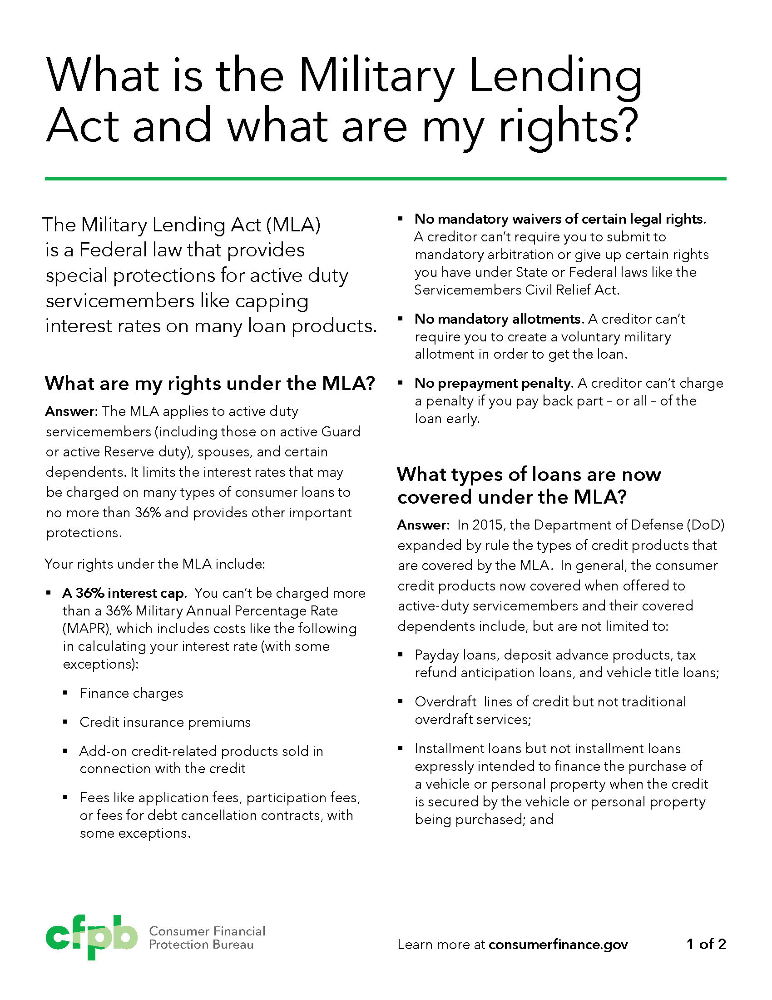 What is the Military Lending
Act and what are my rights?
The Military Lending Act (MLA)
is a Federal law that provides
special protections for active duty
servicemembers like capping
interest rates on many loan products.
What are my rights under the MLA?
Answer: The MLA applies to active duty
servicemembers (including those on active Guard
or active Reserve duty), spouses, and certain
dependents. It limits the interest rates that may
be charged on many types of consumer loans to
no more than 36% and provides other important
protections.
Your rights under the MLA include:
▪ A 36% interest cap.  You can’t be charged more
than a 36% Military Annual Percentage Rate
(MAPR), which includes costs like the following
in calculating your interest rate (with some
exceptions):
▪ Finance charges
▪ Credit insurance premiums
▪ Add-on credit-related products sold in
connection with the credit
▪ Fees like application fees, participation fees,
or fees for debt cancellation contracts, with
some exceptions.
▪ No mandatory waivers of certain legal rights.
A creditor can’t require you to submit to
mandatory arbitration or give up certain rights
you have under State or Federal laws like the
Servicemembers Civil Relief Act.
▪ No mandatory allotments. A creditor can’t
require you to create a voluntary military
allotment in order to get the loan.
▪ No prepayment penalty. A creditor can’t charge
a penalty if you pay back part – or all – of the
loan early.
What types of loans are now
covered under the MLA?
Answer:  In 2015, the Department of Defense (DoD)
expanded by rule the types of credit products that
are covered by the MLA.  In general, the consumer
credit products now covered when offered to
active-duty servicemembers and their covered
dependents include, but are not limited to:
▪ Payday loans, deposit advance products, tax
refund anticipation loans, and vehicle title loans;
▪ Overdraft  lines of credit but not traditional
overdraft services;
▪ Installment loans but not installment loans
expressly intended to finance the purchase of
a vehicle or personal property when the credit
is secured by the vehicle or personal property
being purchased; and
cfpb
Consumer Financial
Protection Bureau
Learn more at consumerfinance.gov
1 of 2